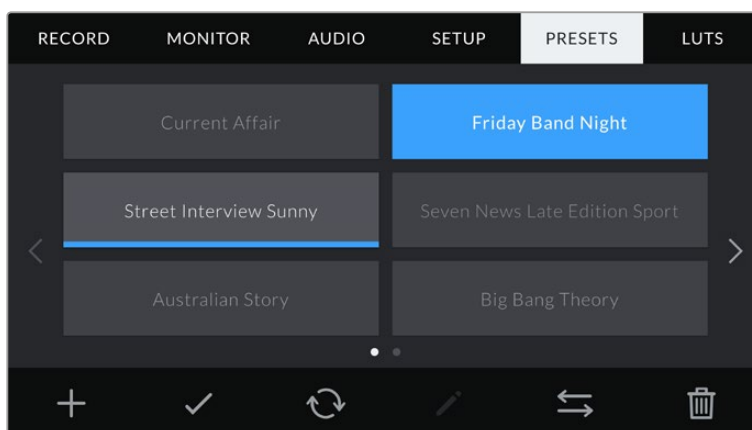 RECORD MONITOR AUDIO SETUP PRESETS LUTS
Current Affair Friday Band Night
Street Interview Sunny Seven News Late Edition Sport
Australian Story Big Bang Theory